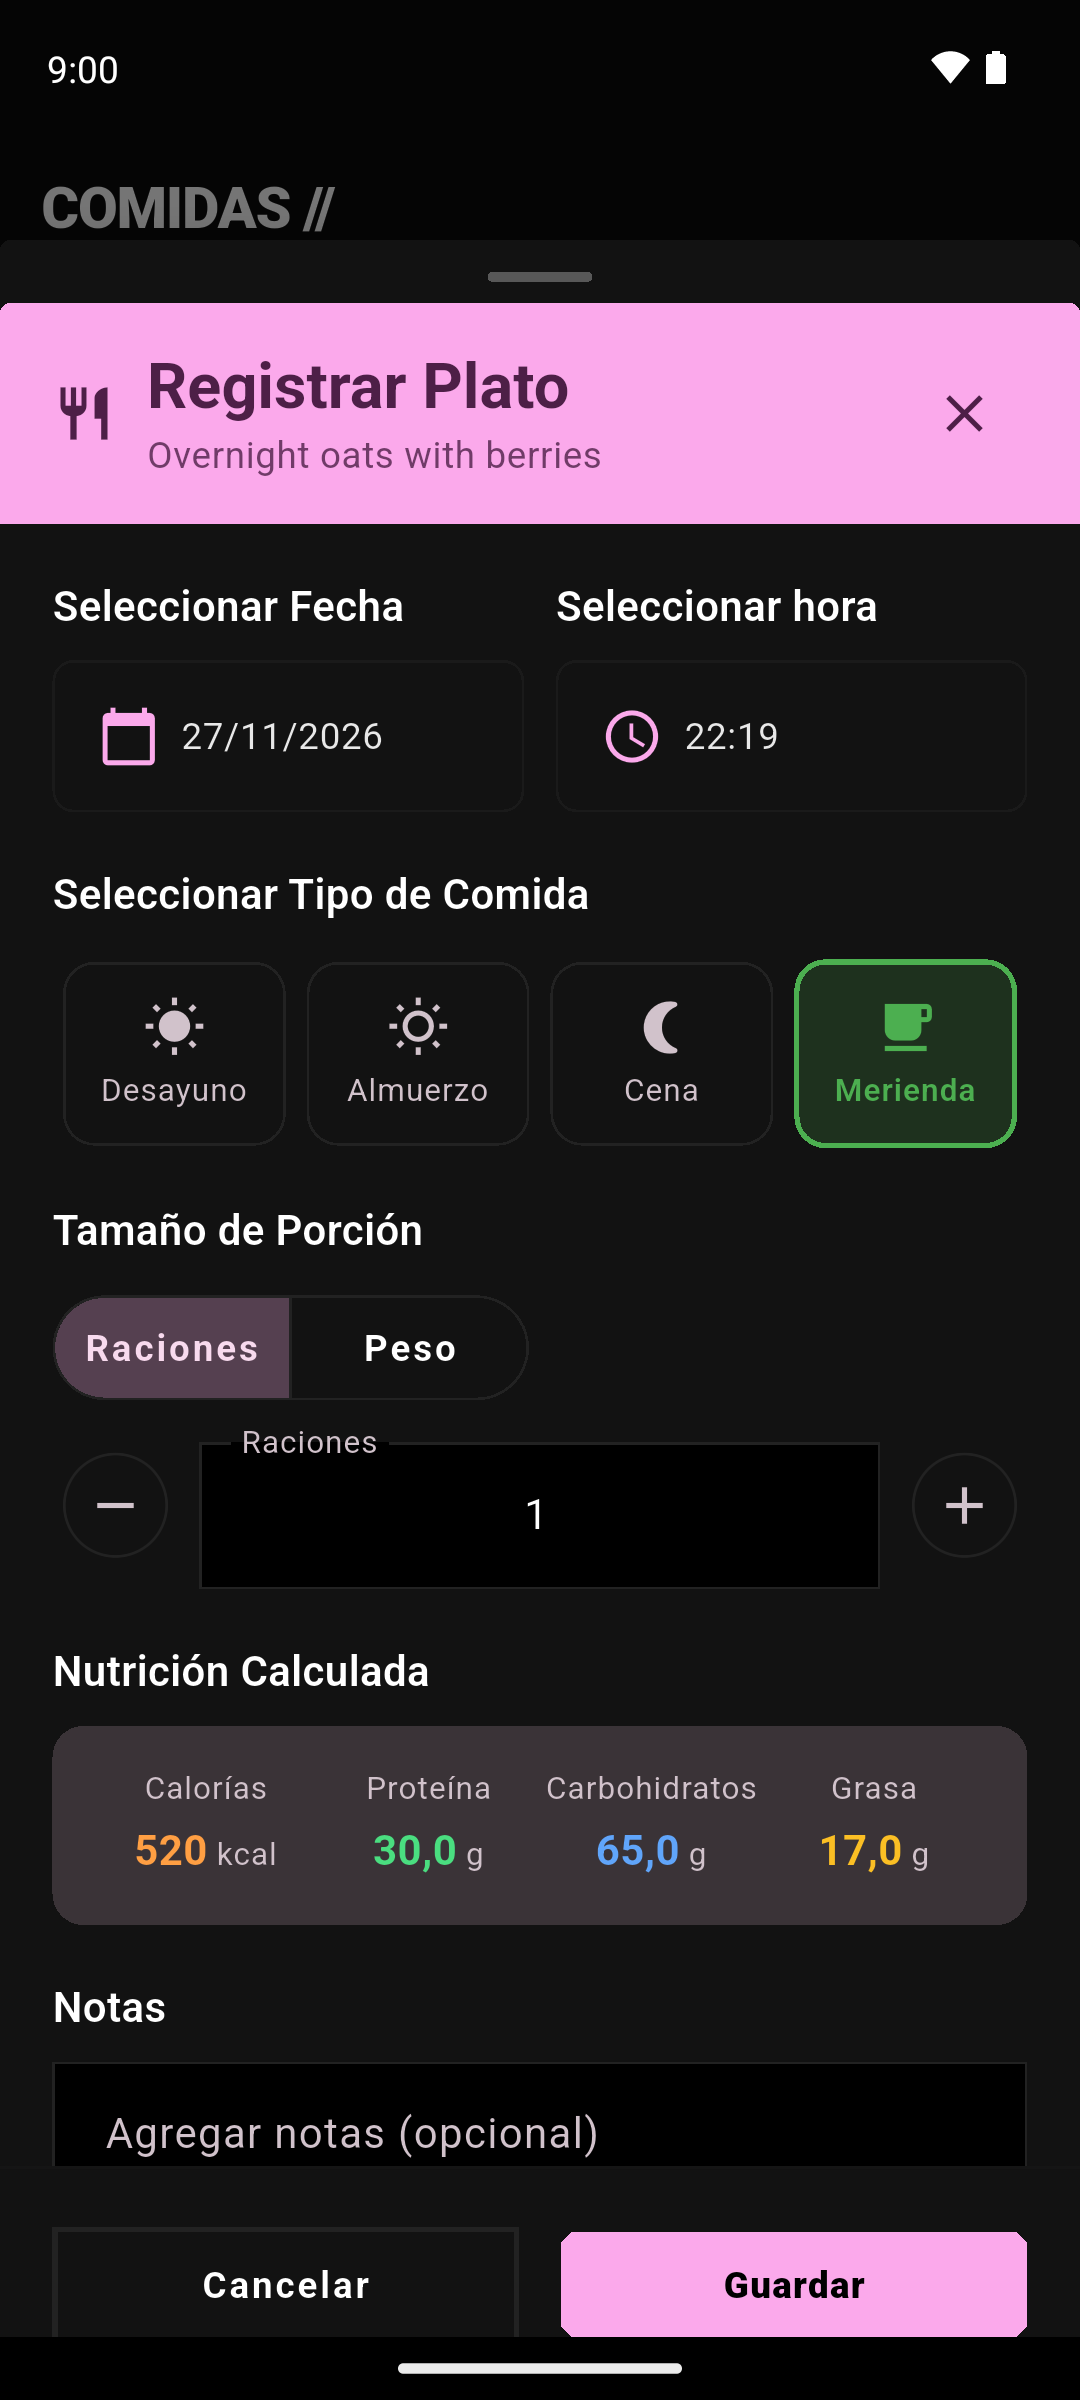 9:00
COMIDAS //
Registrar Plato
Overnight oats with berries
Seleccionar Fecha
Seleccionar hora
27/11/2026
22:19
Seleccionar Tipo de Comida
Desayuno
Almuerzo
Cena
Merienda
Tamaño de Porción
Raciones
Peso
Raciones
1
Nutrición Calculada
Calorías
Proteína
Carbohidratos
Grasa
520 kcal
30,0 g
65,0 g
17,0 g
Notas
Agregar notas (opcional)
Cancelar
Guardar